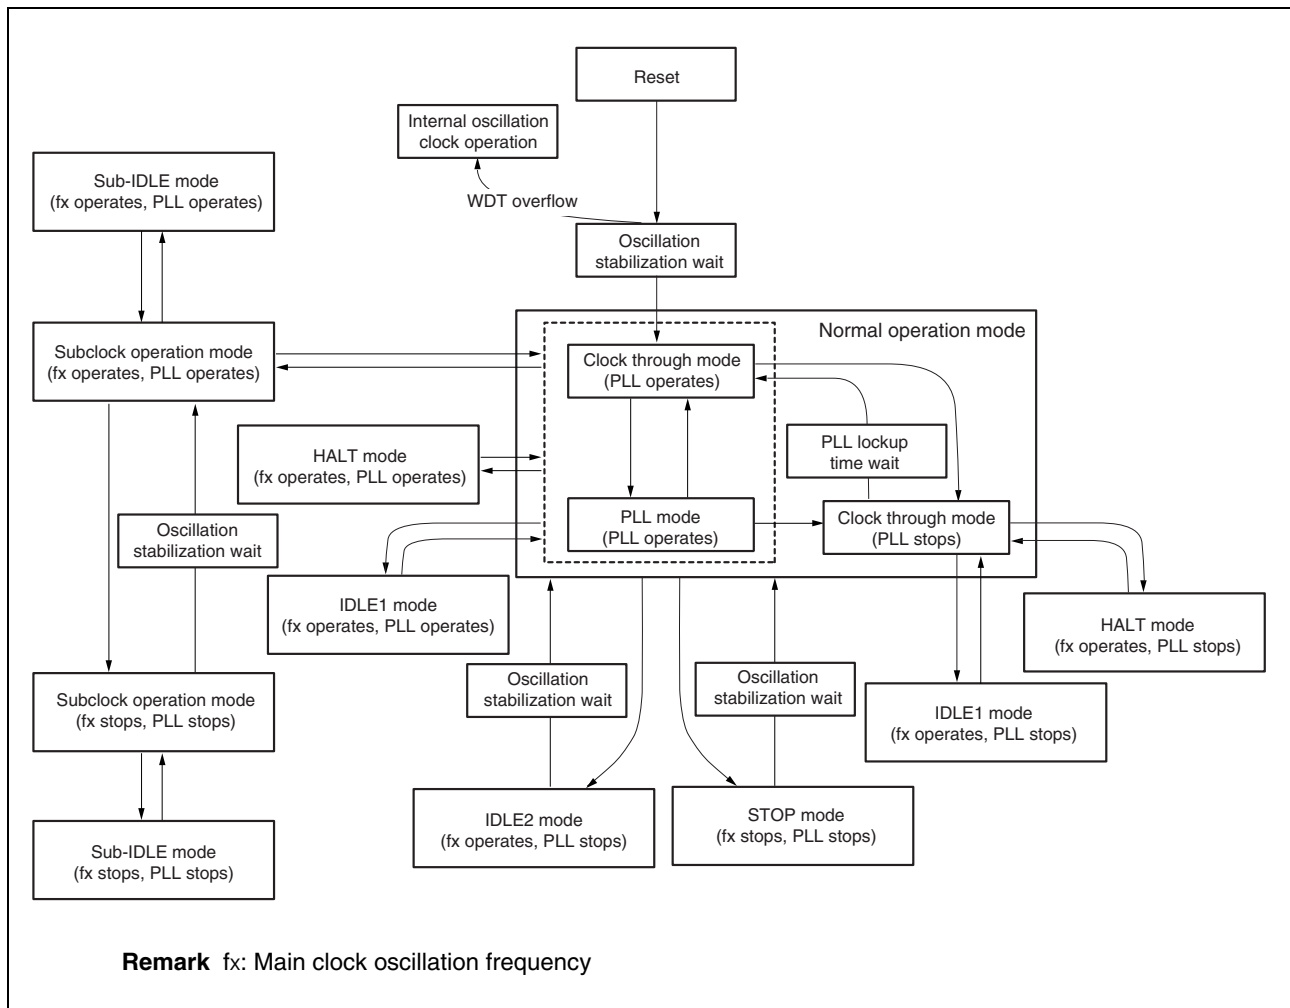 Reset
Internal oscillation
clock operation
WDT overflow
Sub-IDLE mode
(fx operates, PLL operates)
Oscillation
stabilization wait
Normal operation mode
Subclock operation mode
(fx operates, PLL operates)
Clock through mode
(PLL operates)
HALT mode
(fx operates, PLL operates)
PLL lockup
time wait
Oscillation
stabilization wait
PLL mode
(PLL operates)
Clock through mode
(PLL stops)
IDLE1 mode
(fx operates, PLL operates)
HALT mode
(fx operates, PLL stops)
Subclock operation mode
(fx stops, PLL stops)
Oscillation
stabilization wait
Oscillation
stabilization wait
IDLE1 mode
(fx operates, PLL stops)
IDLE2 mode
(fx operates, PLL stops)
STOP mode
(fx stops, PLL stops)
Sub-IDLE mode
(fx stops, PLL stops)
Remark fx: Main clock oscillation frequency